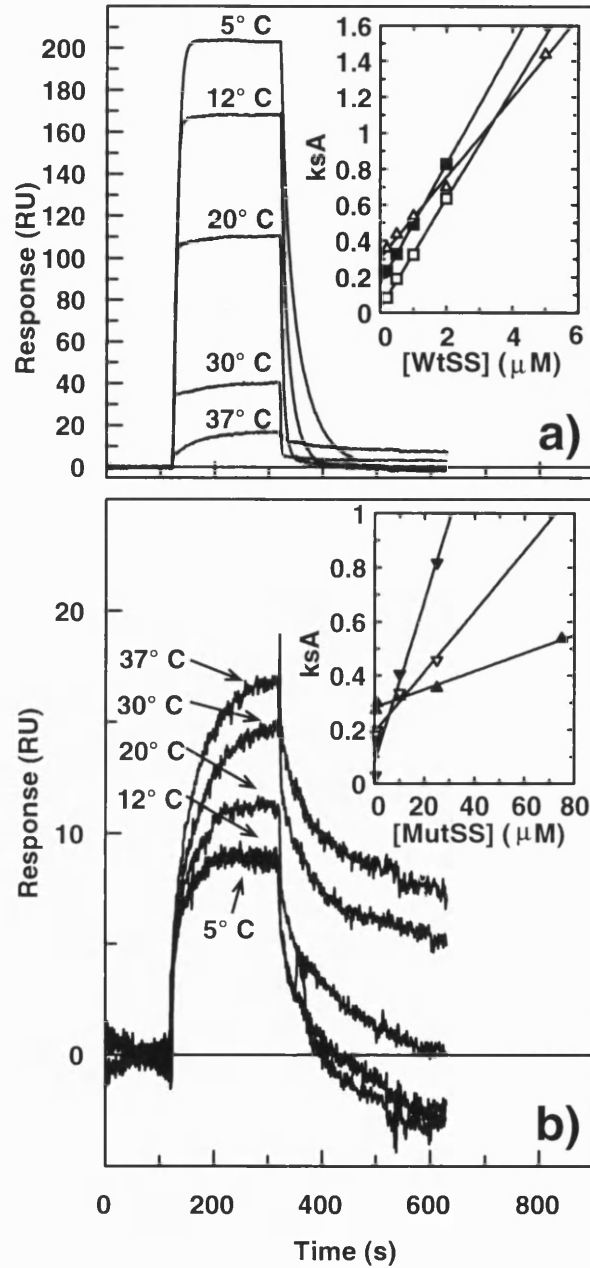 Response (RU)
200
180
160
140
120
100
80
60
40
20
0
5° C
12° C
20° C
30° C
37° C
ksA
1.6
1.4
1.2
1
0.8
0.6
0.4
0.2
0
0 2 4 6
[WtSS] (μM)
a)
Response (RU)
20
10
0
37° C
30° C
20° C
12° C
5° C
ksA
1
0.8
0.6
0.4
0.2
0
0 20 40 60 80
[MutSS] (μM)
b)
0 200 400 600 800
Time (s)